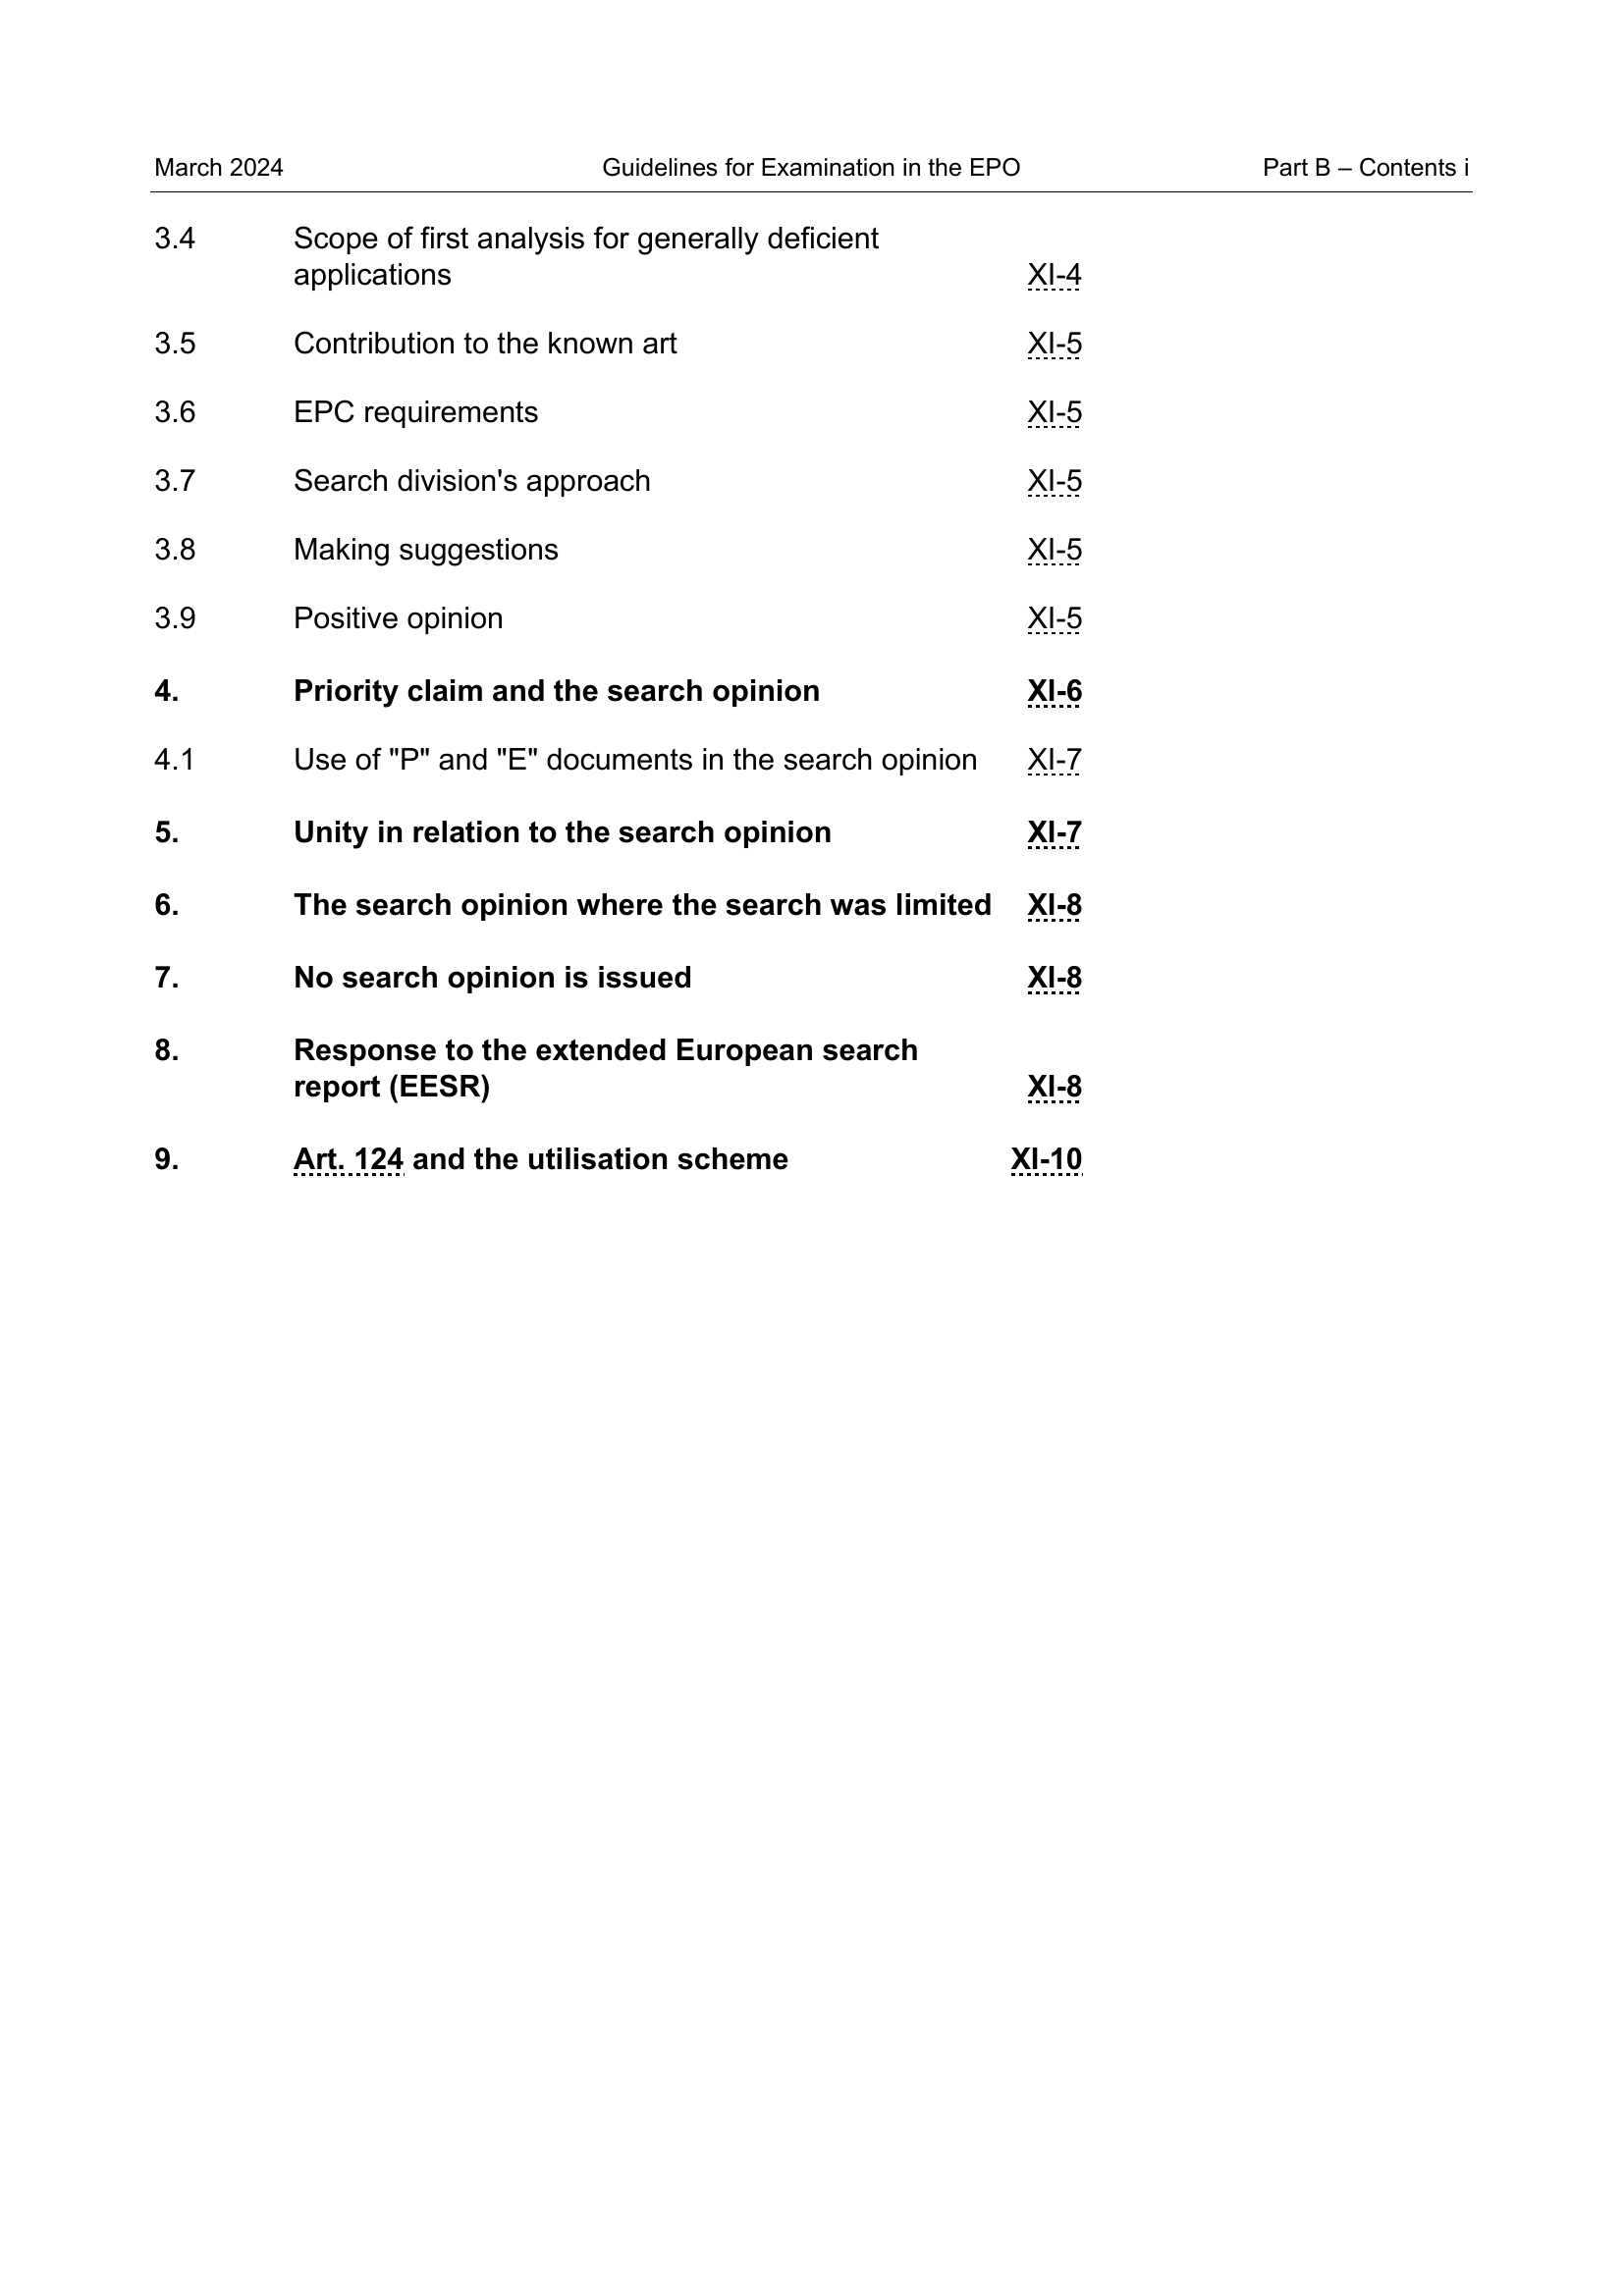 March 2024 Guidelines for Examination in the EPO Part B – Contents i
3.4 Scope of first analysis for generally deficient
applications XI-4
3.5 Contribution to the known art XI-5
3.6 EPC requirements XI-5
3.7 Search division's approach XI-5
3.8 Making suggestions XI-5
3.9 Positive opinion XI-5
4. Priority claim and the search opinion XI-6
4.1 Use of "P" and "E" documents in the search opinion XI-7
5. Unity in relation to the search opinion XI-7
6. The search opinion where the search was limited XI-8
7. No search opinion is issued XI-8
8. Response to the extended European search
report (EESR) XI-8
9. Art. 124 and the utilisation scheme XI-10